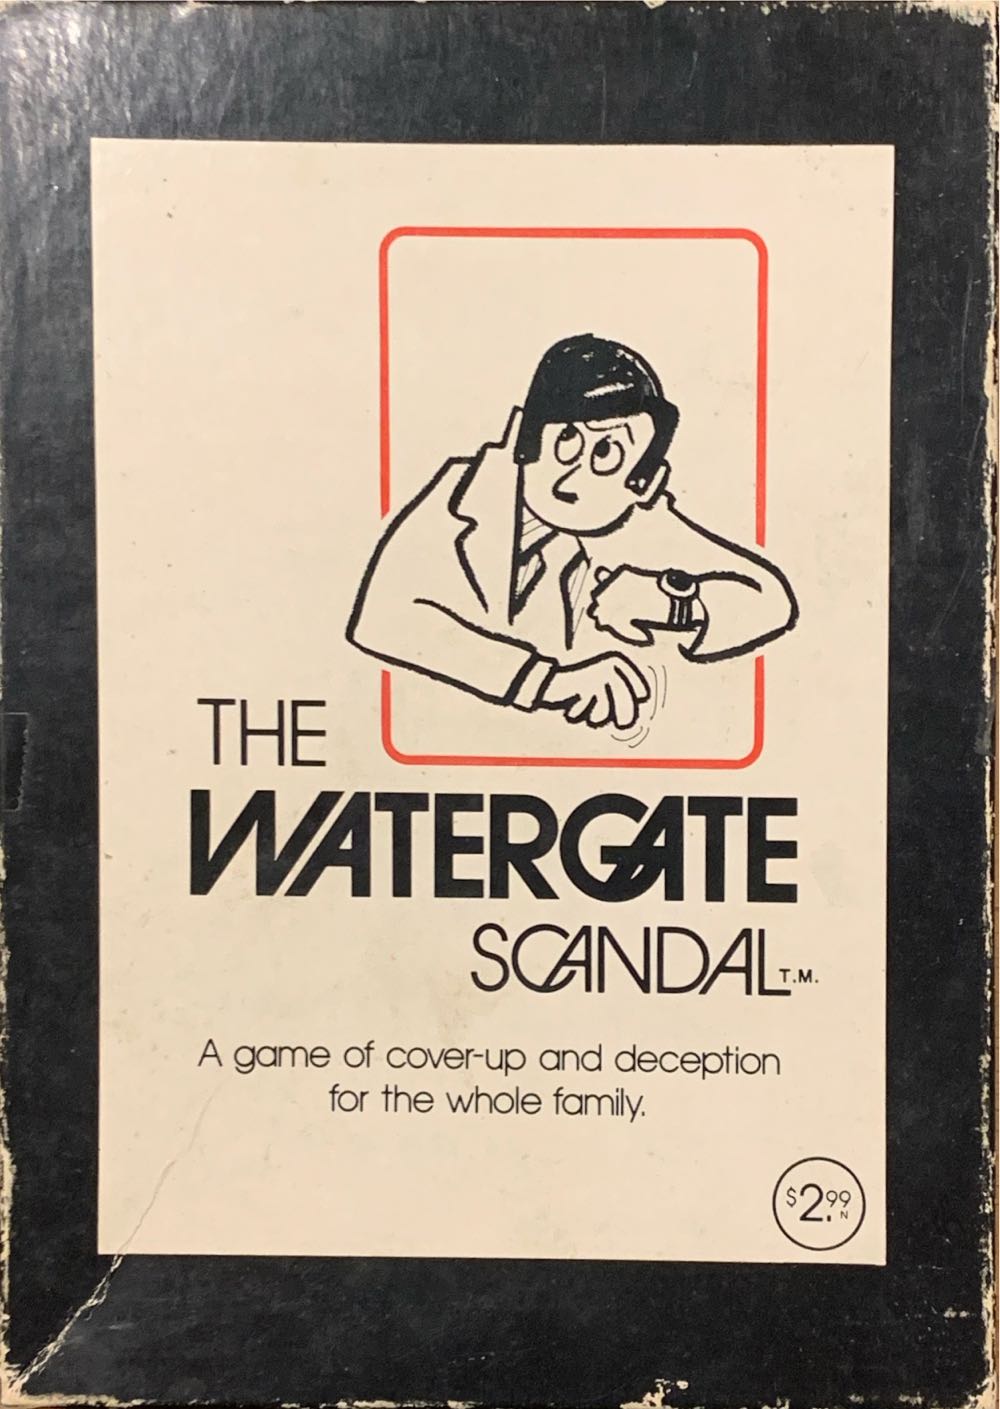 THE
WATERGATE
SCANDAL T.M.
A game of cover-up and deception
for the whole family.
$2.99
N